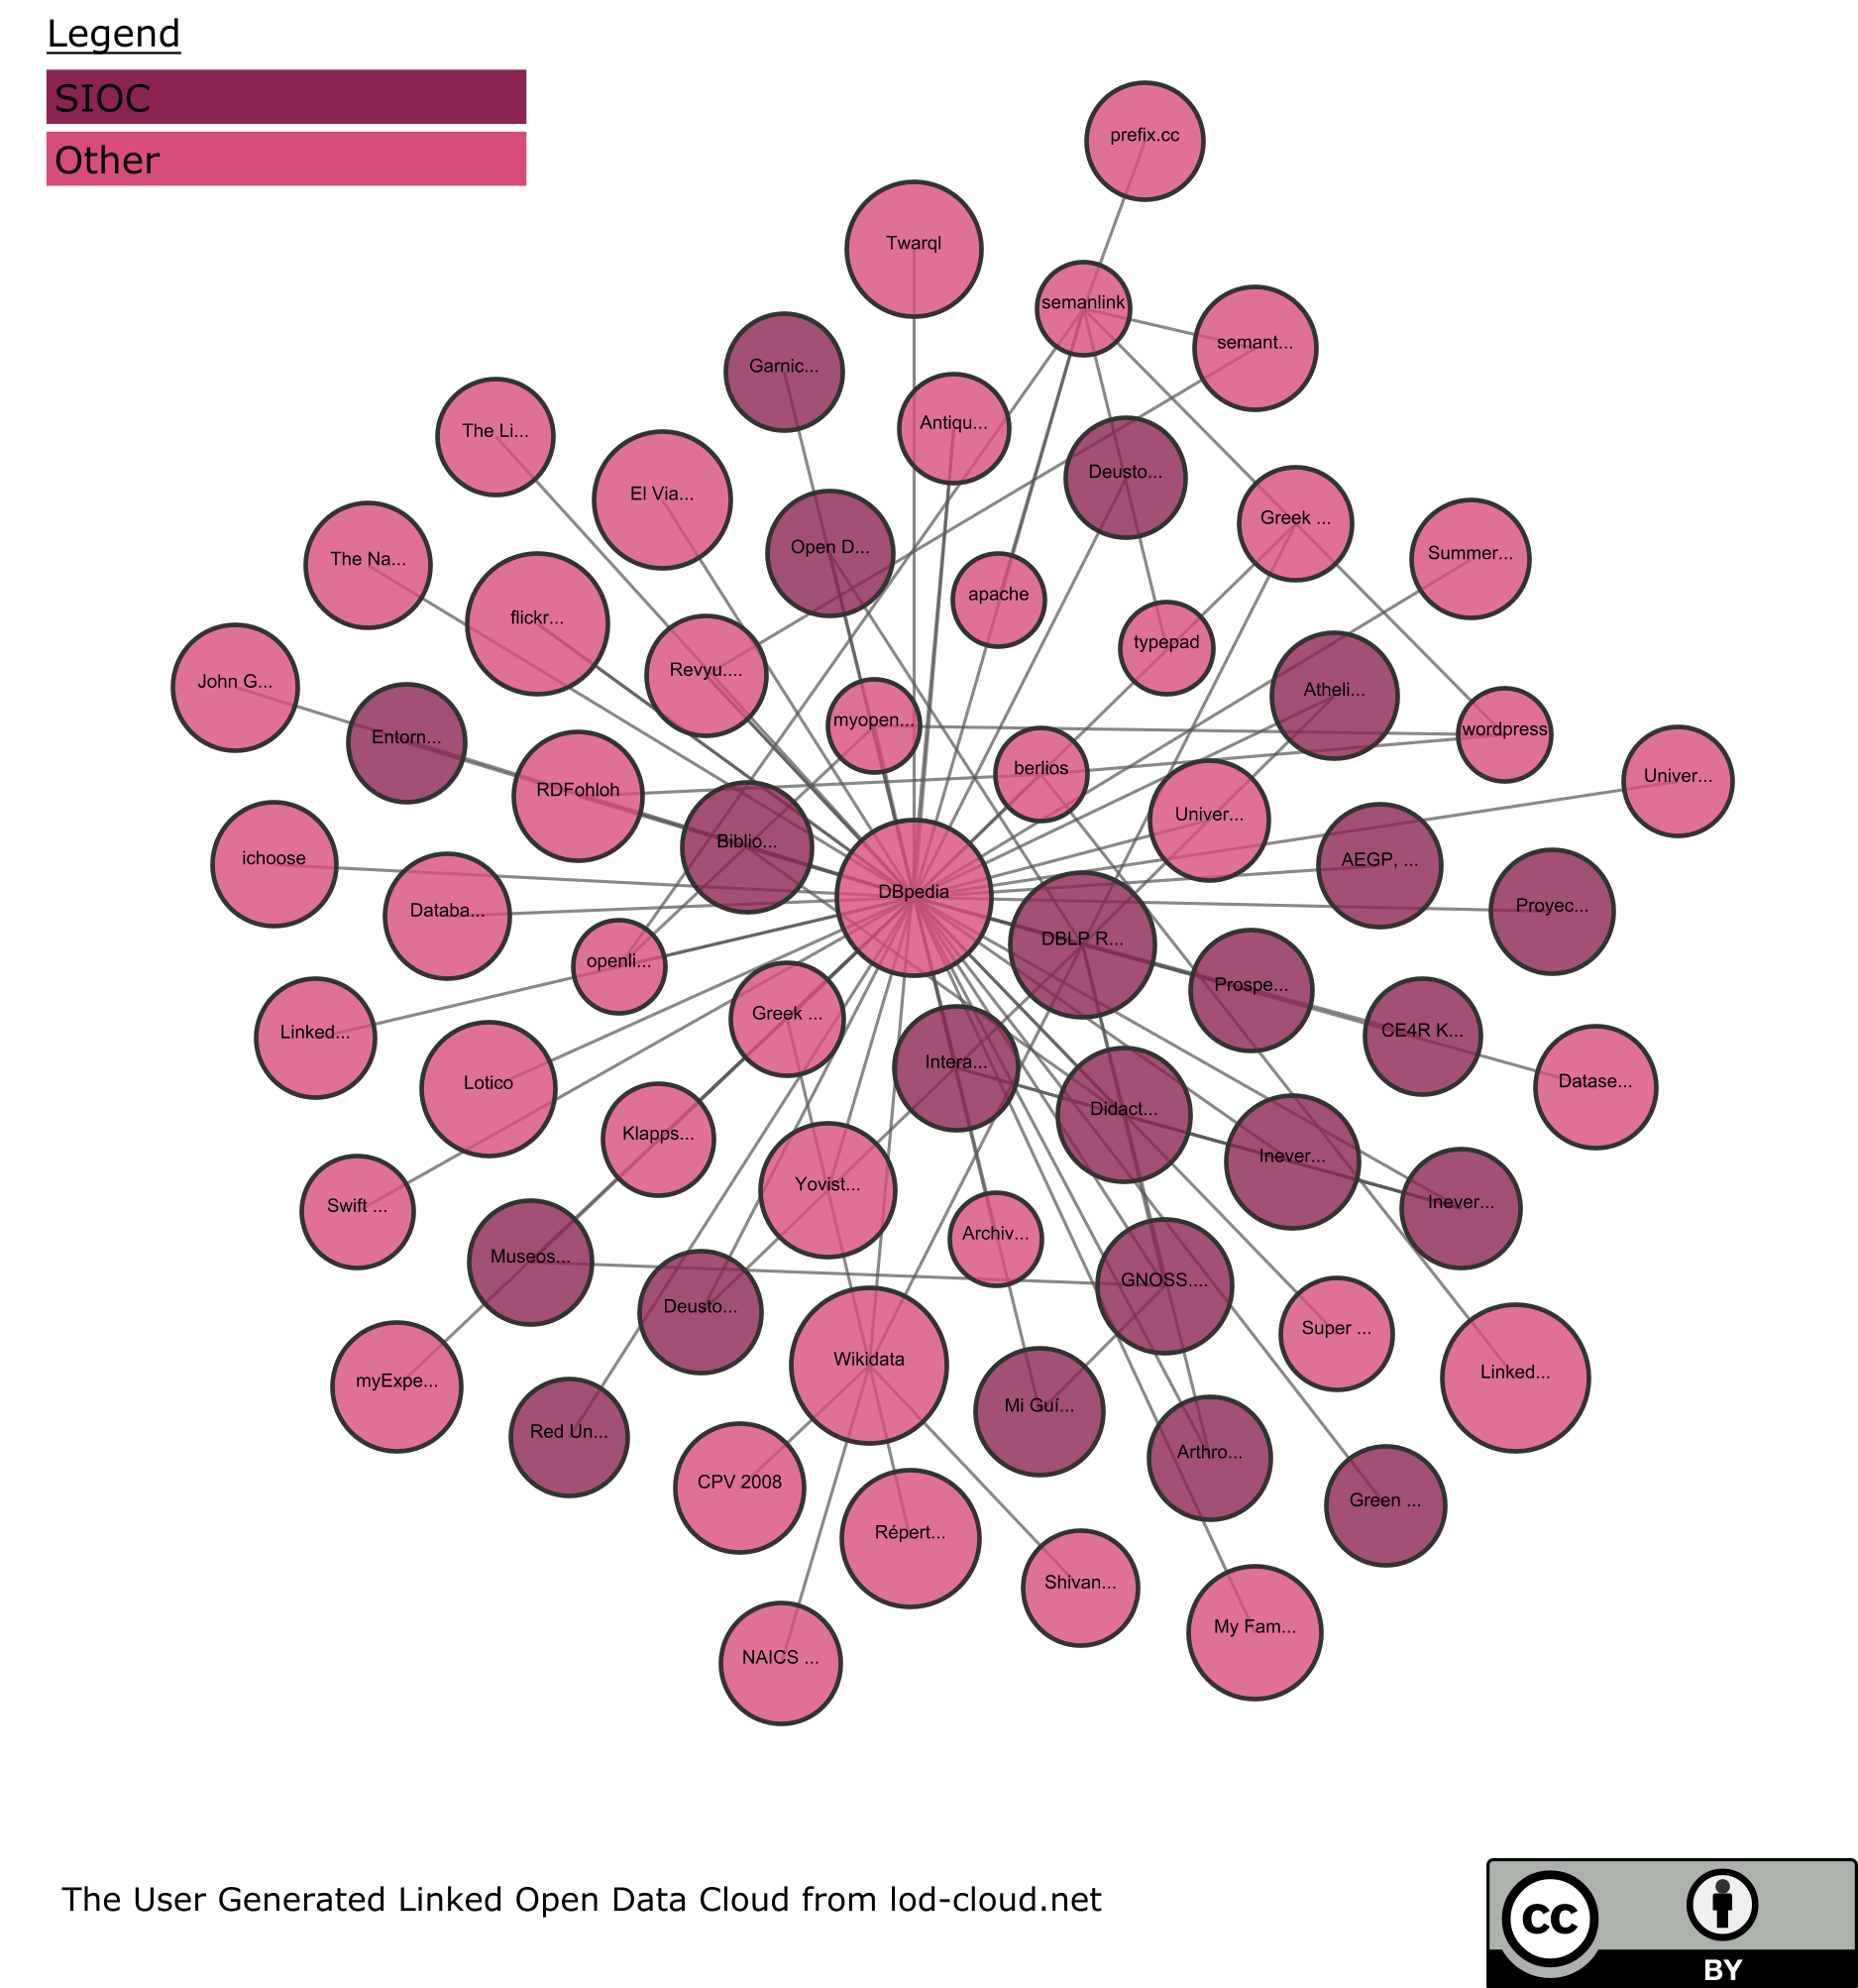 Legend
SIOC
Other
prefix.cc
Twarql
semanlink
semant...
Garnic...
Antiqu...
The Li...
Deusto...
El Via...
Greek ...
Open D...
Summer...
The Na...
apache
flickr...
typepad
Revyu....
John G...
Atheli...
myopen...
wordpress
Entorn...
berlios
Univer...
RDFohloh
Univer...
Biblio...
ichoose
AEGP, ...
DBpedia
Proyec...
Databa...
DBLP R...
openli...
Prospe...
Greek ...
Linked...
CE4R K...
Intera...
Datase...
Lotico
Didact...
Klapps...
Inever...
Yovist...
Inever...
Swift ...
Archiv...
Museos...
GNOSS....
Deusto...
Super ...
Wikidata
Linked...
myExpe...
Mi Guí...
Red Un...
Arthro...
CPV 2008
Green ...
Répert...
Shivan...
My Fam...
NAICS ...
The User Generated Linked Open Data Cloud from lod-cloud.net
cc
BY